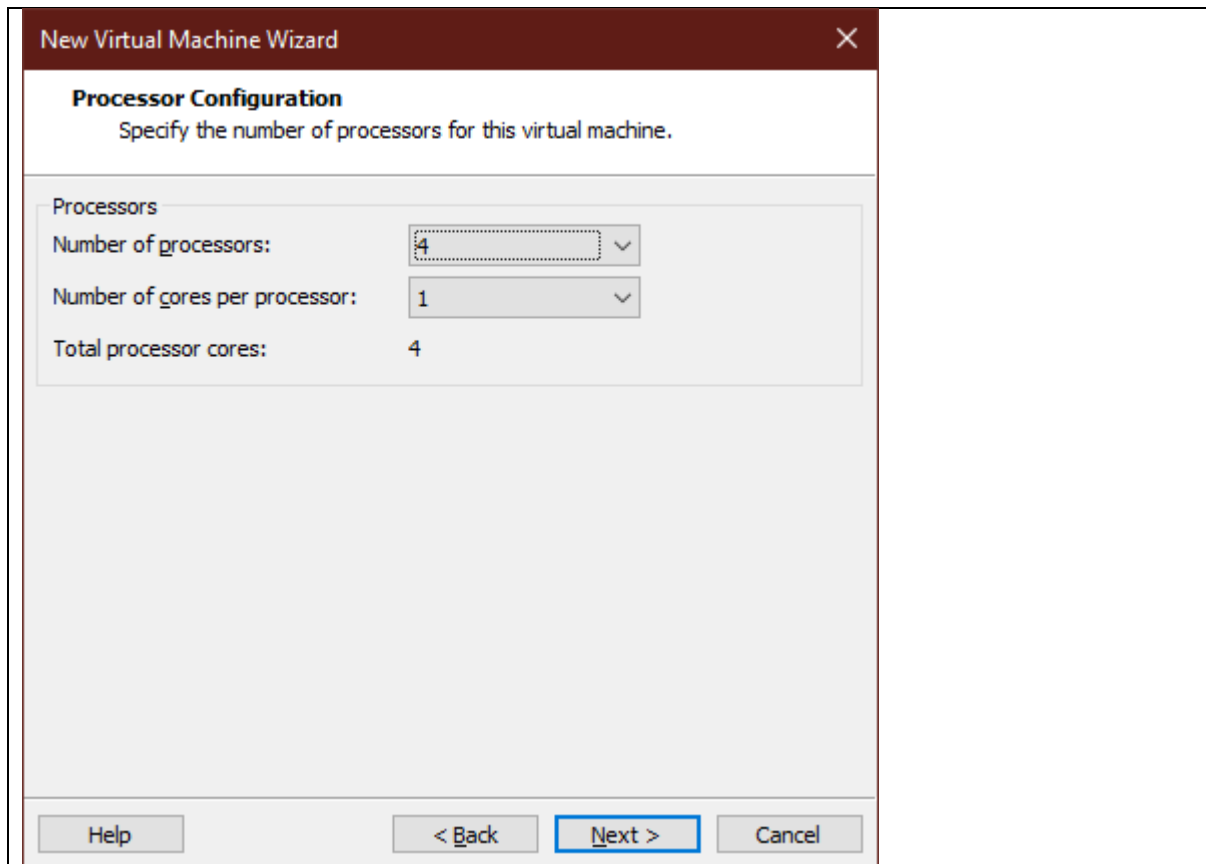 New Virtual Machine Wizard
Processor Configuration
Specify the number of processors for this virtual machine.
Processors
Number of processors: 4
Number of cores per processor: 1
Total processor cores: 4
Help < Back Next > Cancel